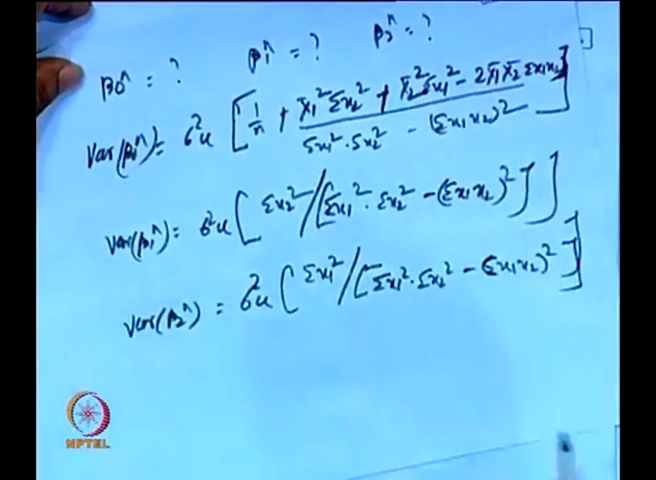 β0^ = ? β1^ = ? β2^ = ?
Var(β0^) = σ²u [ 1/n + (X̄1² Σx2² + X̄2² Σx1² - 2X̄1X̄2 Σx1x2) / (Σx1² · Σx2² - (Σx1x2)²) ]
Var(β1^) = σ²u [ Σx2² / [Σx1² · Σx2² - (Σx1x2)²] ]
Var(β2^) = σ²u [ Σx1² / [Σx1² · Σx2² - (Σx1x2)²] ]
NPTEL